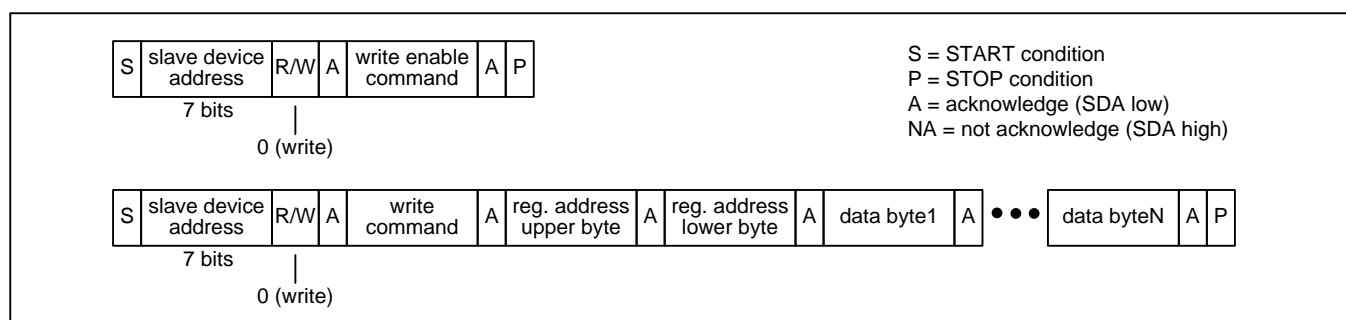 S slave device address R/W A write enable command A P
7 bits
0 (write)
S = START condition
P = STOP condition
A = acknowledge (SDA low)
NA = not acknowledge (SDA high)
S slave device address R/W A write command A reg. address upper byte A reg. address lower byte A data byte1 A ••• data byteN A P
7 bits
0 (write)